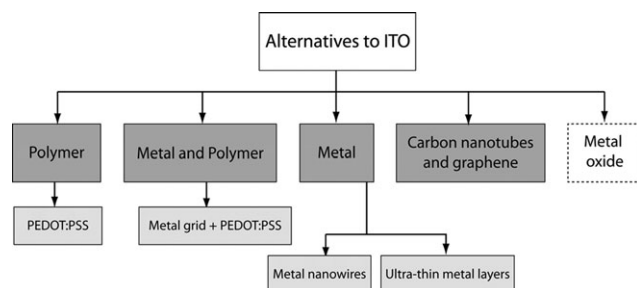 Alternatives to ITO
Polymer
Metal and Polymer
Metal
Carbon nanotubes
and graphene
Metal
oxide
PEDOT:PSS
Metal grid + PEDOT:PSS
Metal nanowires
Ultra-thin metal layers